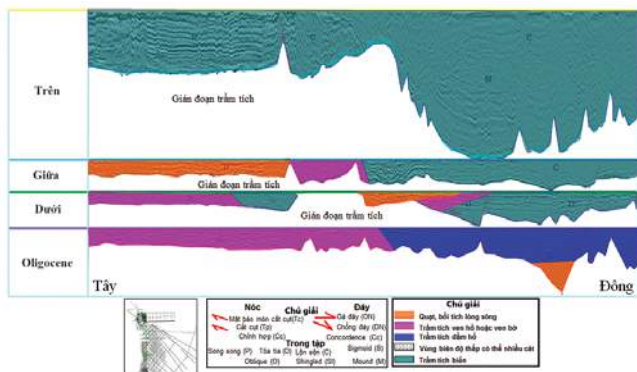 Trên
Gián đoạn trầm tích
Giữa
Gián đoạn trầm tích
Dưới
Gián đoạn trầm tích
Oligocene
Tây
Đông
Nóc
Chú giải
Đáy
Mặt bào mòn cắt cụt(Tc)
Gá đáy (ON)
Cắt cụt (Tp)
Chống đáy (DN)
Chỉnh hợp (Cc)
Concordance (Cc)
Trong tập
Song song (P)
Tỏa tia (D)
Lộn xộn (C)
Sigmoid (S)
Oblique (O)
Shingled (SI)
Mound (M)
Chú giải
Quạt, bồi tích lòng sông
Trầm tích ven hồ hoặc ven bờ
Trầm tích đầm hồ
Vùng biên độ thấp có thể nhiều cát
Trầm tích biển